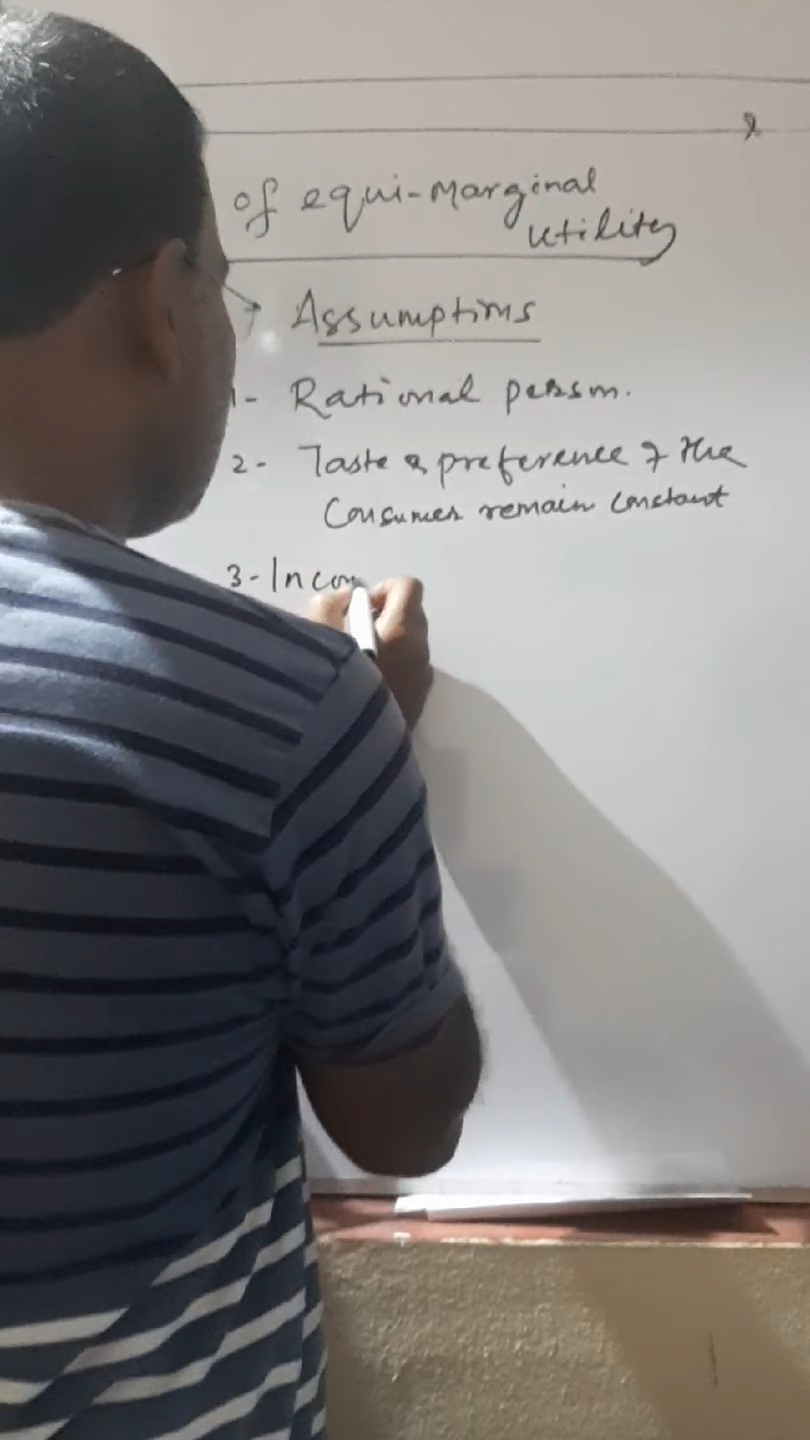 of equi-marginal
utility
Assumptions
1- Rational person.
2- Taste & preference of the
Consumer remain constant
3- Incom